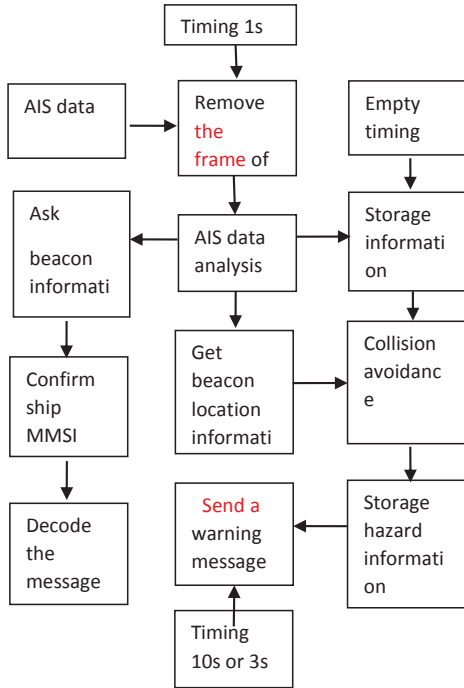 Timing 1s
AIS data
Remove
the
frame of
Empty
timing
Ask
beacon
informati
AIS data
analysis
Storage
informati
on
Confirm
ship
MMSI
Get
beacon
location
informati
Collision
avoidanc
e
Decode
the
message
Send a
warning
message
Storage
hazard
informati
on
Timing
10s or 3s